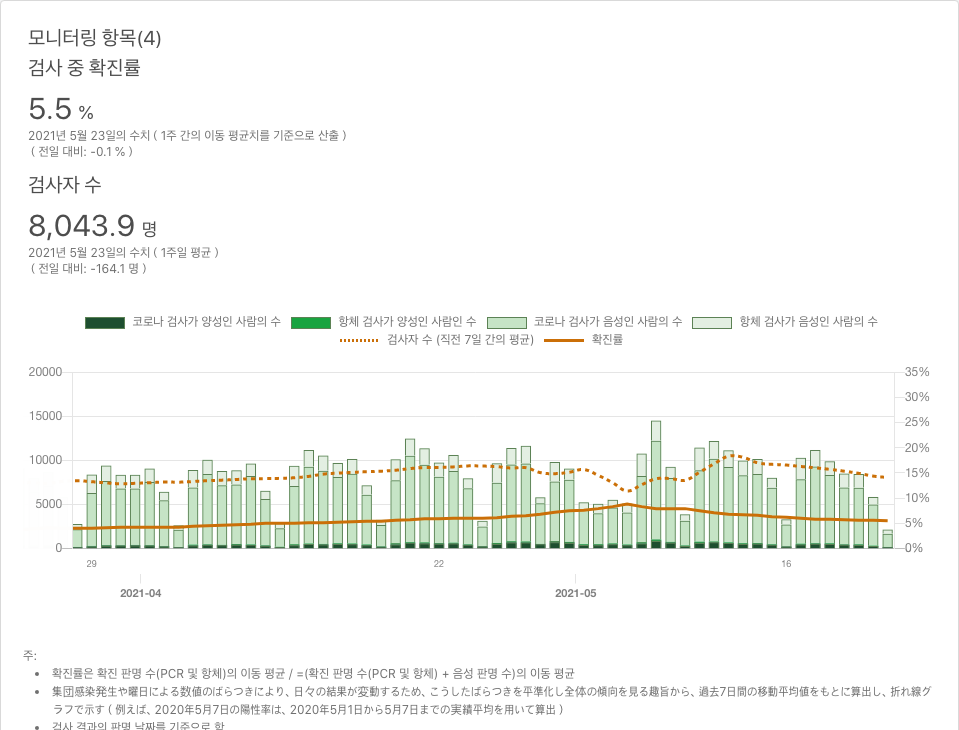 모니터링 항목(4)
검사 중 확진률
5.5 %
2021년 5월 23일의 수치 ( 1주 간의 이동 평균치를 기준으로 산출 )
( 전일 대비: -0.1 % )
검사자 수
8,043.9 명
2021년 5월 23일의 수치 ( 1주일 평균 )
( 전일 대비: -164.1 명 )
코로나 검사가 양성인 사람의 수 항체 검사가 양성인 사람인 수 코로나 검사가 음성인 사람의 수 항체 검사가 음성인 사람의 수
검사자 수 (직전 7일 간의 평균) 확진률
20000 35%
30%
15000 25%
20%
10000 15%
5000 10%
5%
0 0%
29 22 16
2021-04 2021-05
주:
• 확진률은 확진 판명 수(PCR 및 항체)의 이동 평균 / =(확진 판명 수(PCR 및 항체) + 음성 판명 수)의 이동 평균
• 集団感染発生や曜日による数値のばらつきにより、日々の結果が変動するため、こうしたばらつきを平準化し全体の傾向を見る趣旨から、過去7日間の移動平均値をもとに算出し、折れ線グ
ラフで示す ( 例えば、2020年5月7日の陽性率は、2020年5月1日から5月7日までの実績平均を用いて算出 )
• 검사 결과의 판명 날짜를 기준으로 함